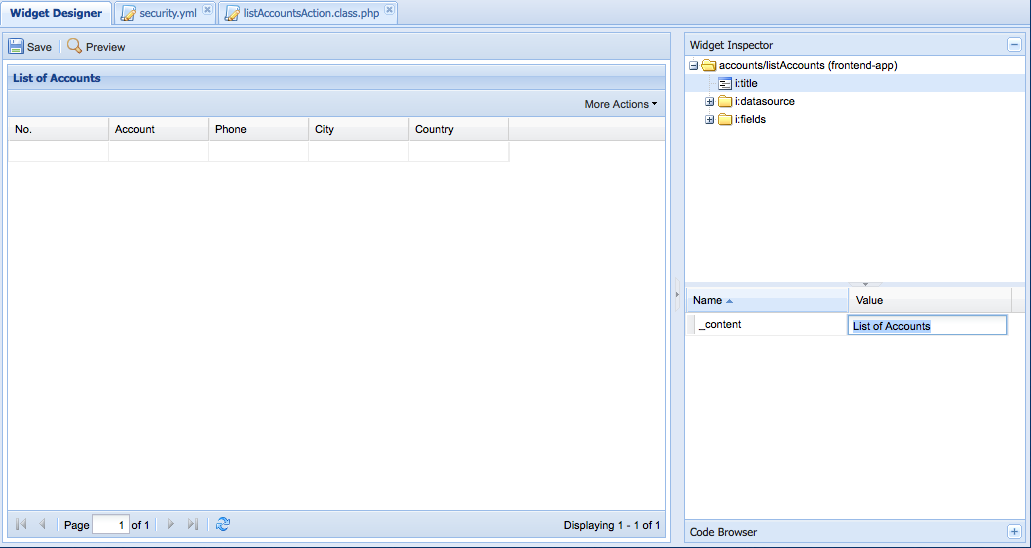 Widget Designer security.yml listAccountsAction.class.php
Save Preview
List of Accounts
More Actions
No. Account Phone City Country
Page 1 of 1 Displaying 1 - 1 of 1
Widget Inspector
accounts/listAccounts (frontend-app)
i:title
i:datasource
i:fields
Name Value
_content List of Accounts
Code Browser